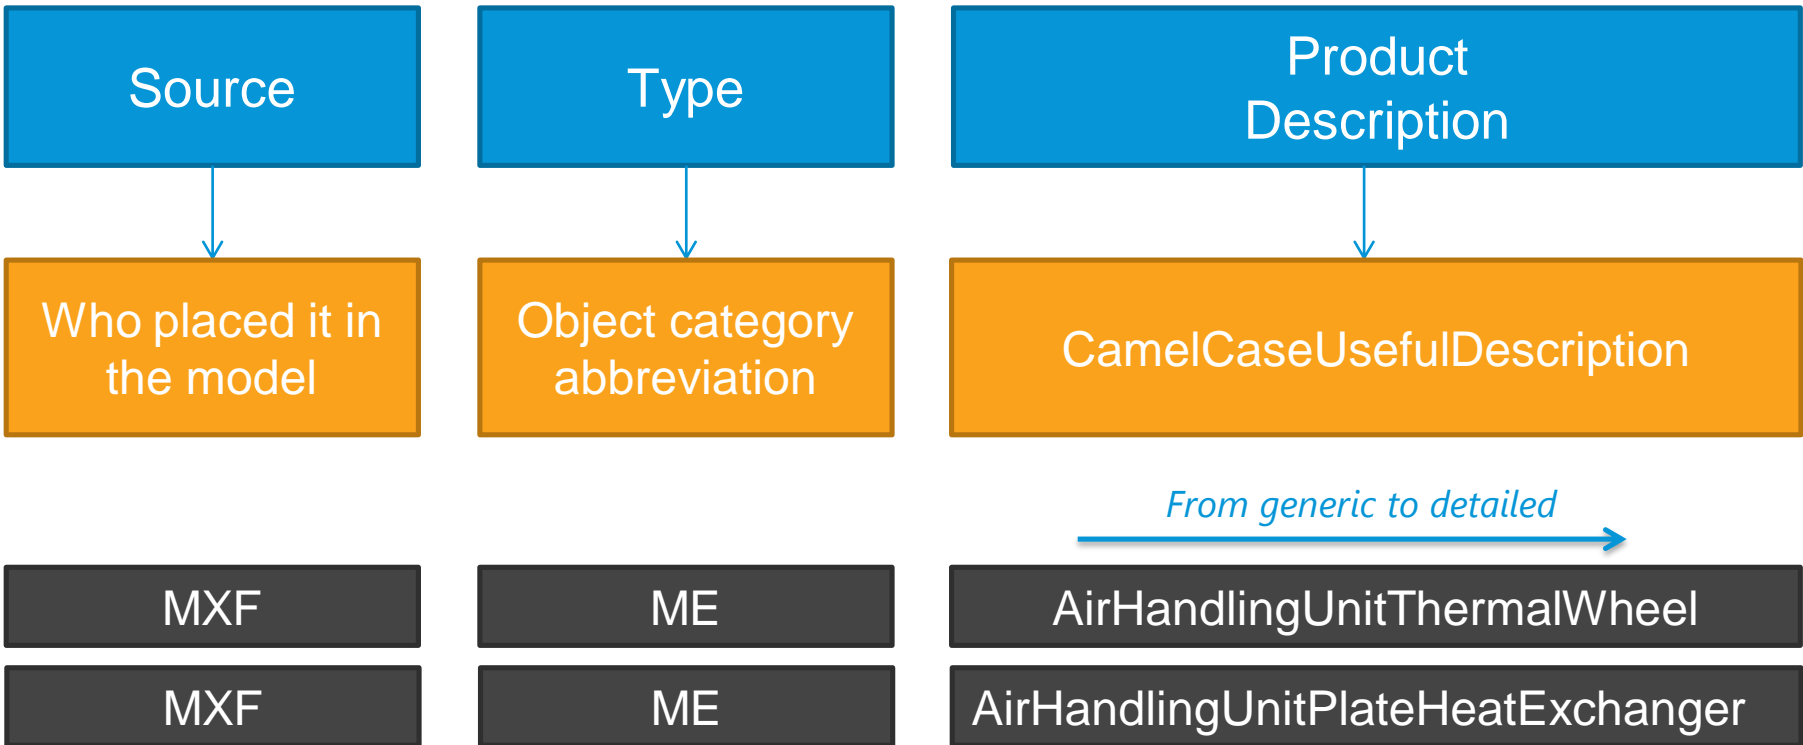 Source
Type
Product
Description
Who placed it in
the model
Object category
abbreviation
CamelCaseUsefulDescription
From generic to detailed
MXF
ME
AirHandlingUnitThermalWheel
MXF
ME
AirHandlingUnitPlateHeatExchanger